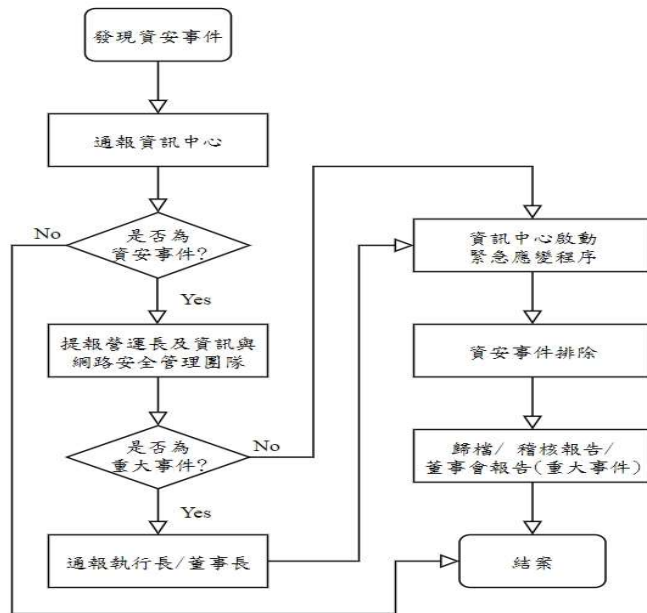 發現資安事件
通報資訊中心
No
是否為
資安事件?
Yes
提報營運長及資訊與
網路安全管理團隊
是否為
重大事件?
No
Yes
通報執行長/董事長
資訊中心啟動
緊急應變程序
資安事件排除
歸檔/ 稽核報告/
董事會報告(重大事件)
結案